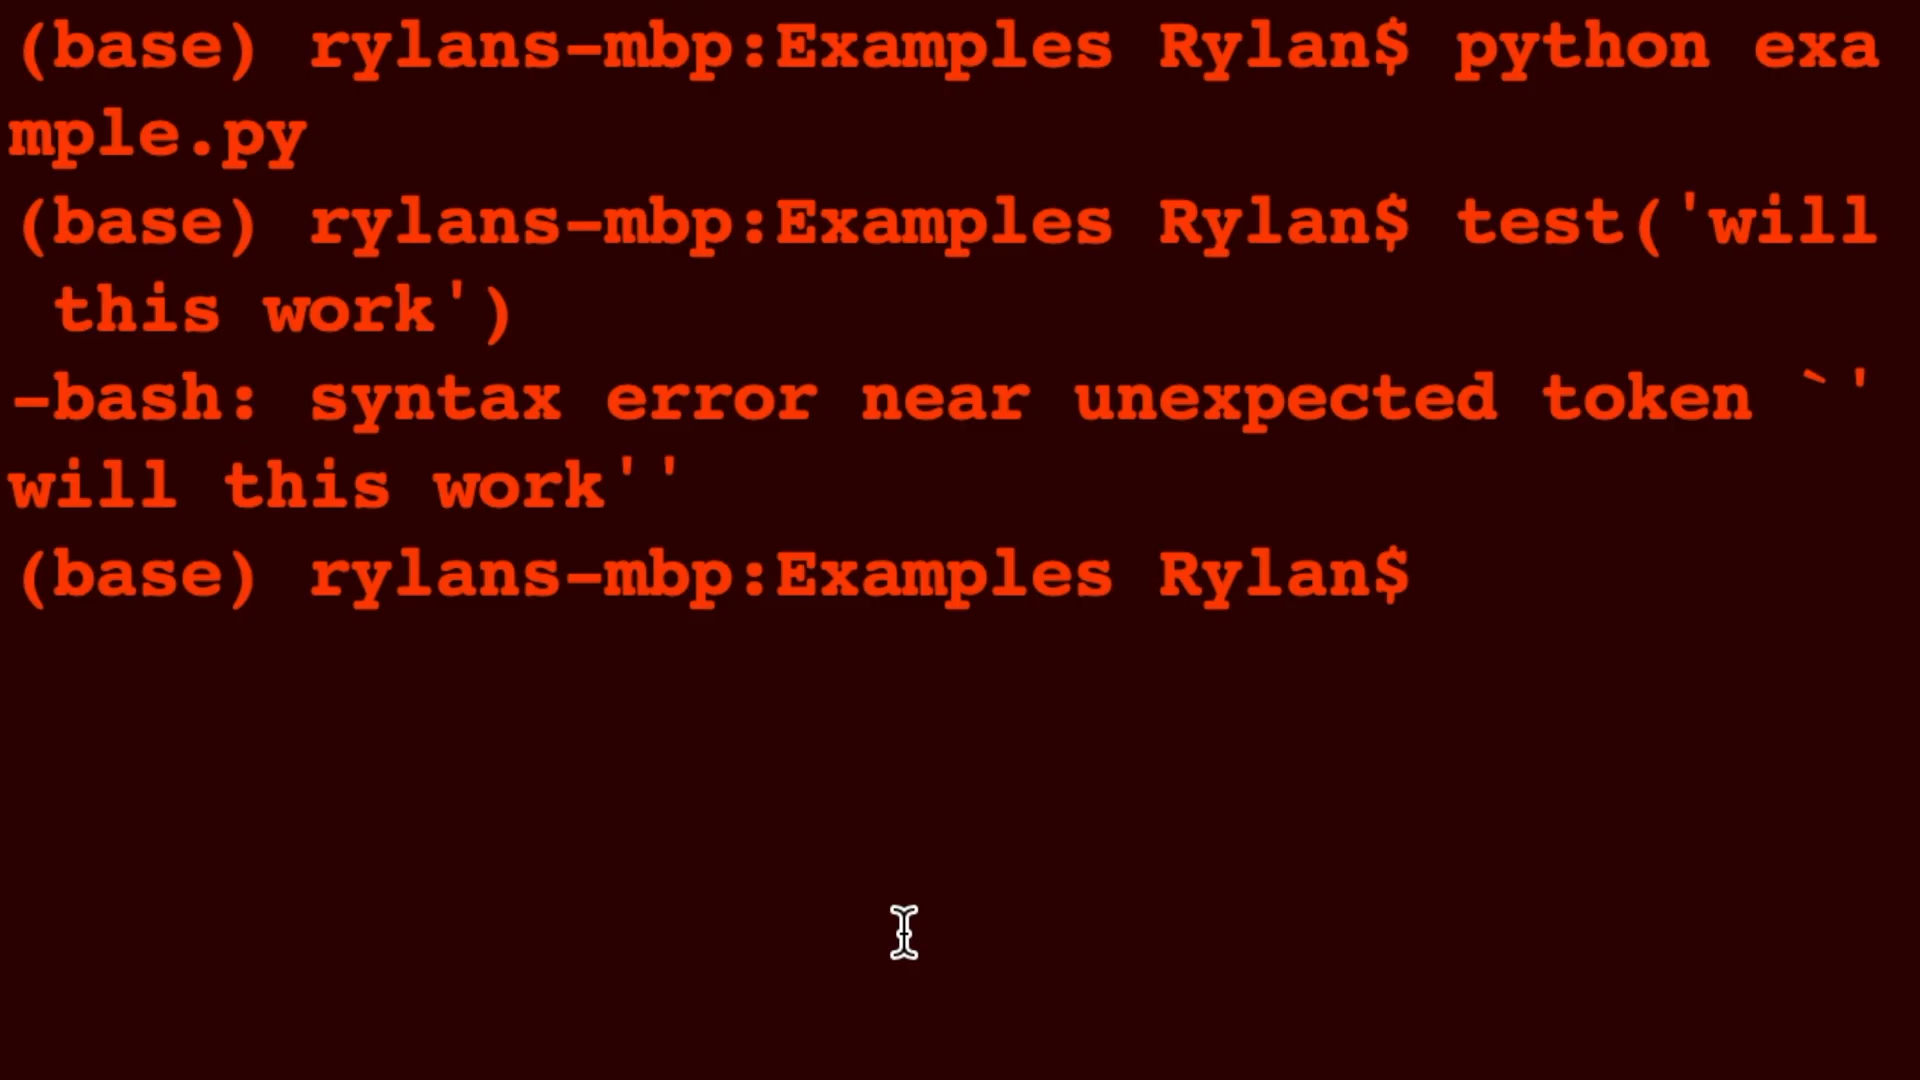 (base) rylans-mbp:Examples Rylan$ python exa
mple.py
(base) rylans-mbp:Examples Rylan$ test('will
 this work')
-bash: syntax error near unexpected token `'
will this work''
(base) rylans-mbp:Examples Rylan$